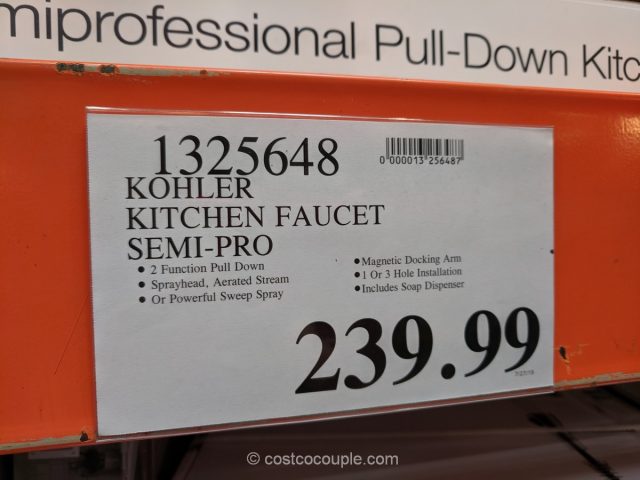 miprofessional Pull-Down Kitc
1325648
0 000013 256487
KOHLER
KITCHEN FAUCET
SEMI-PRO
• 2 Function Pull Down
• Sprayhead, Aerated Stream
• Or Powerful Sweep Spray
• Magnetic Docking Arm
• 1 Or 3 Hole Installation
• Includes Soap Dispenser
239.99
© costcocouple.com